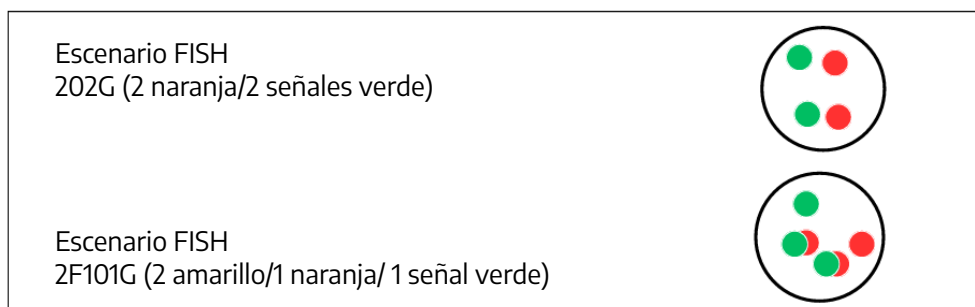 Escenario FISH
202G (2 naranja/2 señales verde)
Escenario FISH
2F101G (2 amarillo/1 naranja/ 1 señal verde)